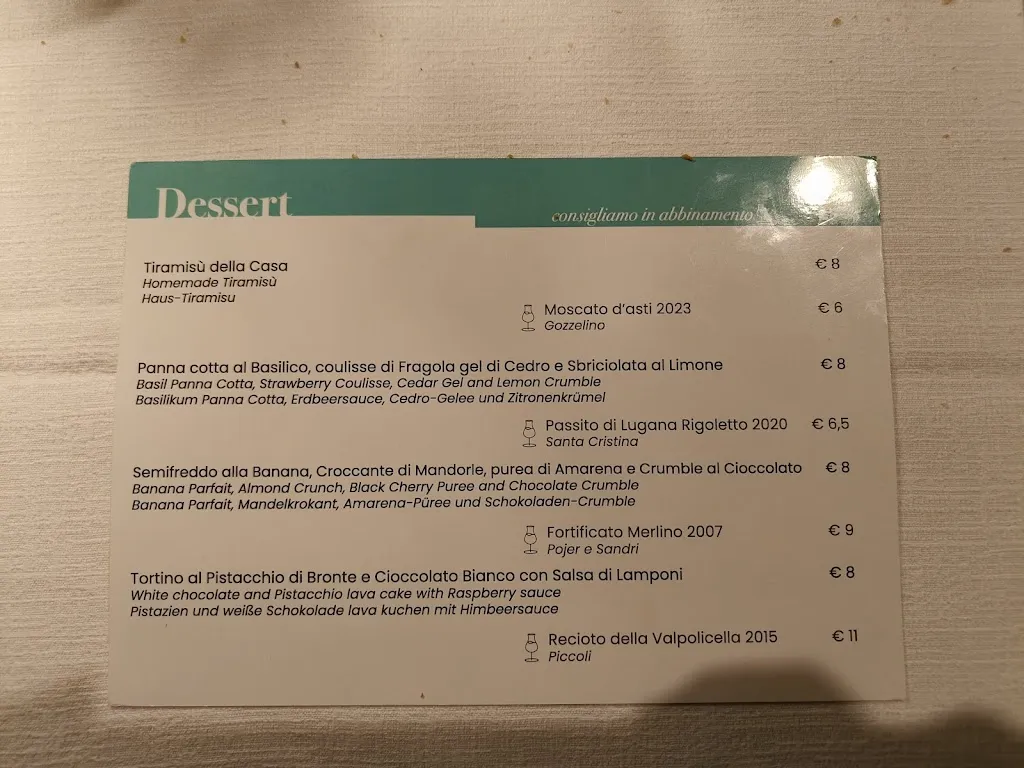 Dessert
consigliamo in abbinamento
Tiramisù della Casa € 8
Homemade Tiramisù
Haus-Tiramisu
Moscato d'asti 2023 € 6
Gozzelino
Panna cotta al Basilico, coulisse di Fragola gel di Cedro e Sbriciolata al Limone € 8
Basil Panna Cotta, Strawberry Coulisse, Cedar Gel and Lemon Crumble
Basilikum Panna Cotta, Erdbeersauce, Cedro-Gelee und Zitronenkrümel
Passito di Lugana Rigoletto 2020 € 6,5
Santa Cristina
Semifreddo alla Banana, Croccante di Mandorle, purea di Amarena e Crumble al Cioccolato € 8
Banana Parfait, Almond Crunch, Black Cherry Puree and Chocolate Crumble
Banana Parfait, Mandelkrokant, Amarena-Püree und Schokoladen-Crumble
Fortificato Merlino 2007 € 9
Pojer e Sandri
Tortino al Pistacchio di Bronte e Cioccolato Bianco con Salsa di Lamponi € 8
White chocolate and Pistacchio lava cake with Raspberry sauce
Pistazien und weiße Schokolade lava kuchen mit Himbeersauce
Recioto della Valpolicella 2015 € 11
Piccoli